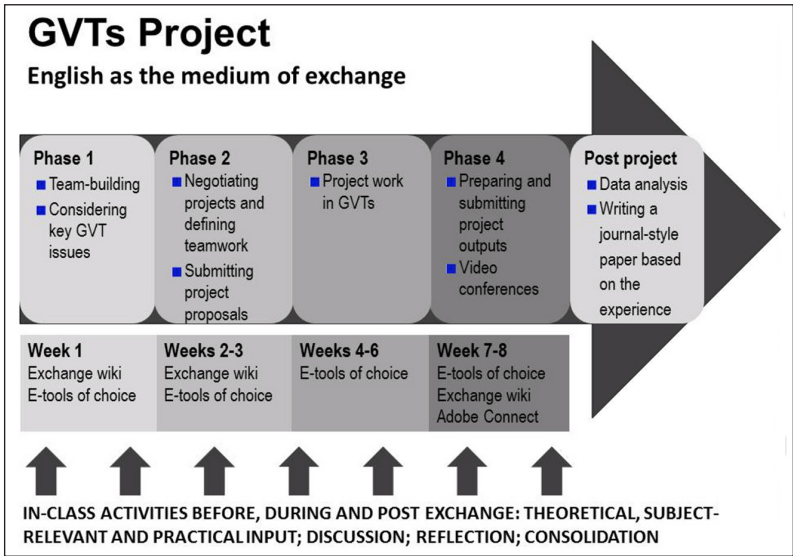 GVTs Project
English as the medium of exchange
Phase 1
Team-building
Considering
key GVT
issues
Phase 2
Negotiating
projects and
defining
teamwork
Submitting
project
proposals
Phase 3
Project work
in GVTs
Phase 4
Preparing and
submitting
project
outputs
Video
conferences
Post project
Data analysis
Writing a
journal-style
paper based
on the
experience
Week 1
Exchange wiki
E-tools of choice
Weeks 2-3
Exchange wiki
E-tools of choice
Weeks 4-6
E-tools of choice
Week 7-8
E-tools of choice
Exchange wiki
Adobe Connect
IN-CLASS ACTIVITIES BEFORE, DURING AND POST EXCHANGE: THEORETICAL, SUBJECT-
RELEVANT AND PRACTICAL INPUT; DISCUSSION; REFLECTION; CONSOLIDATION